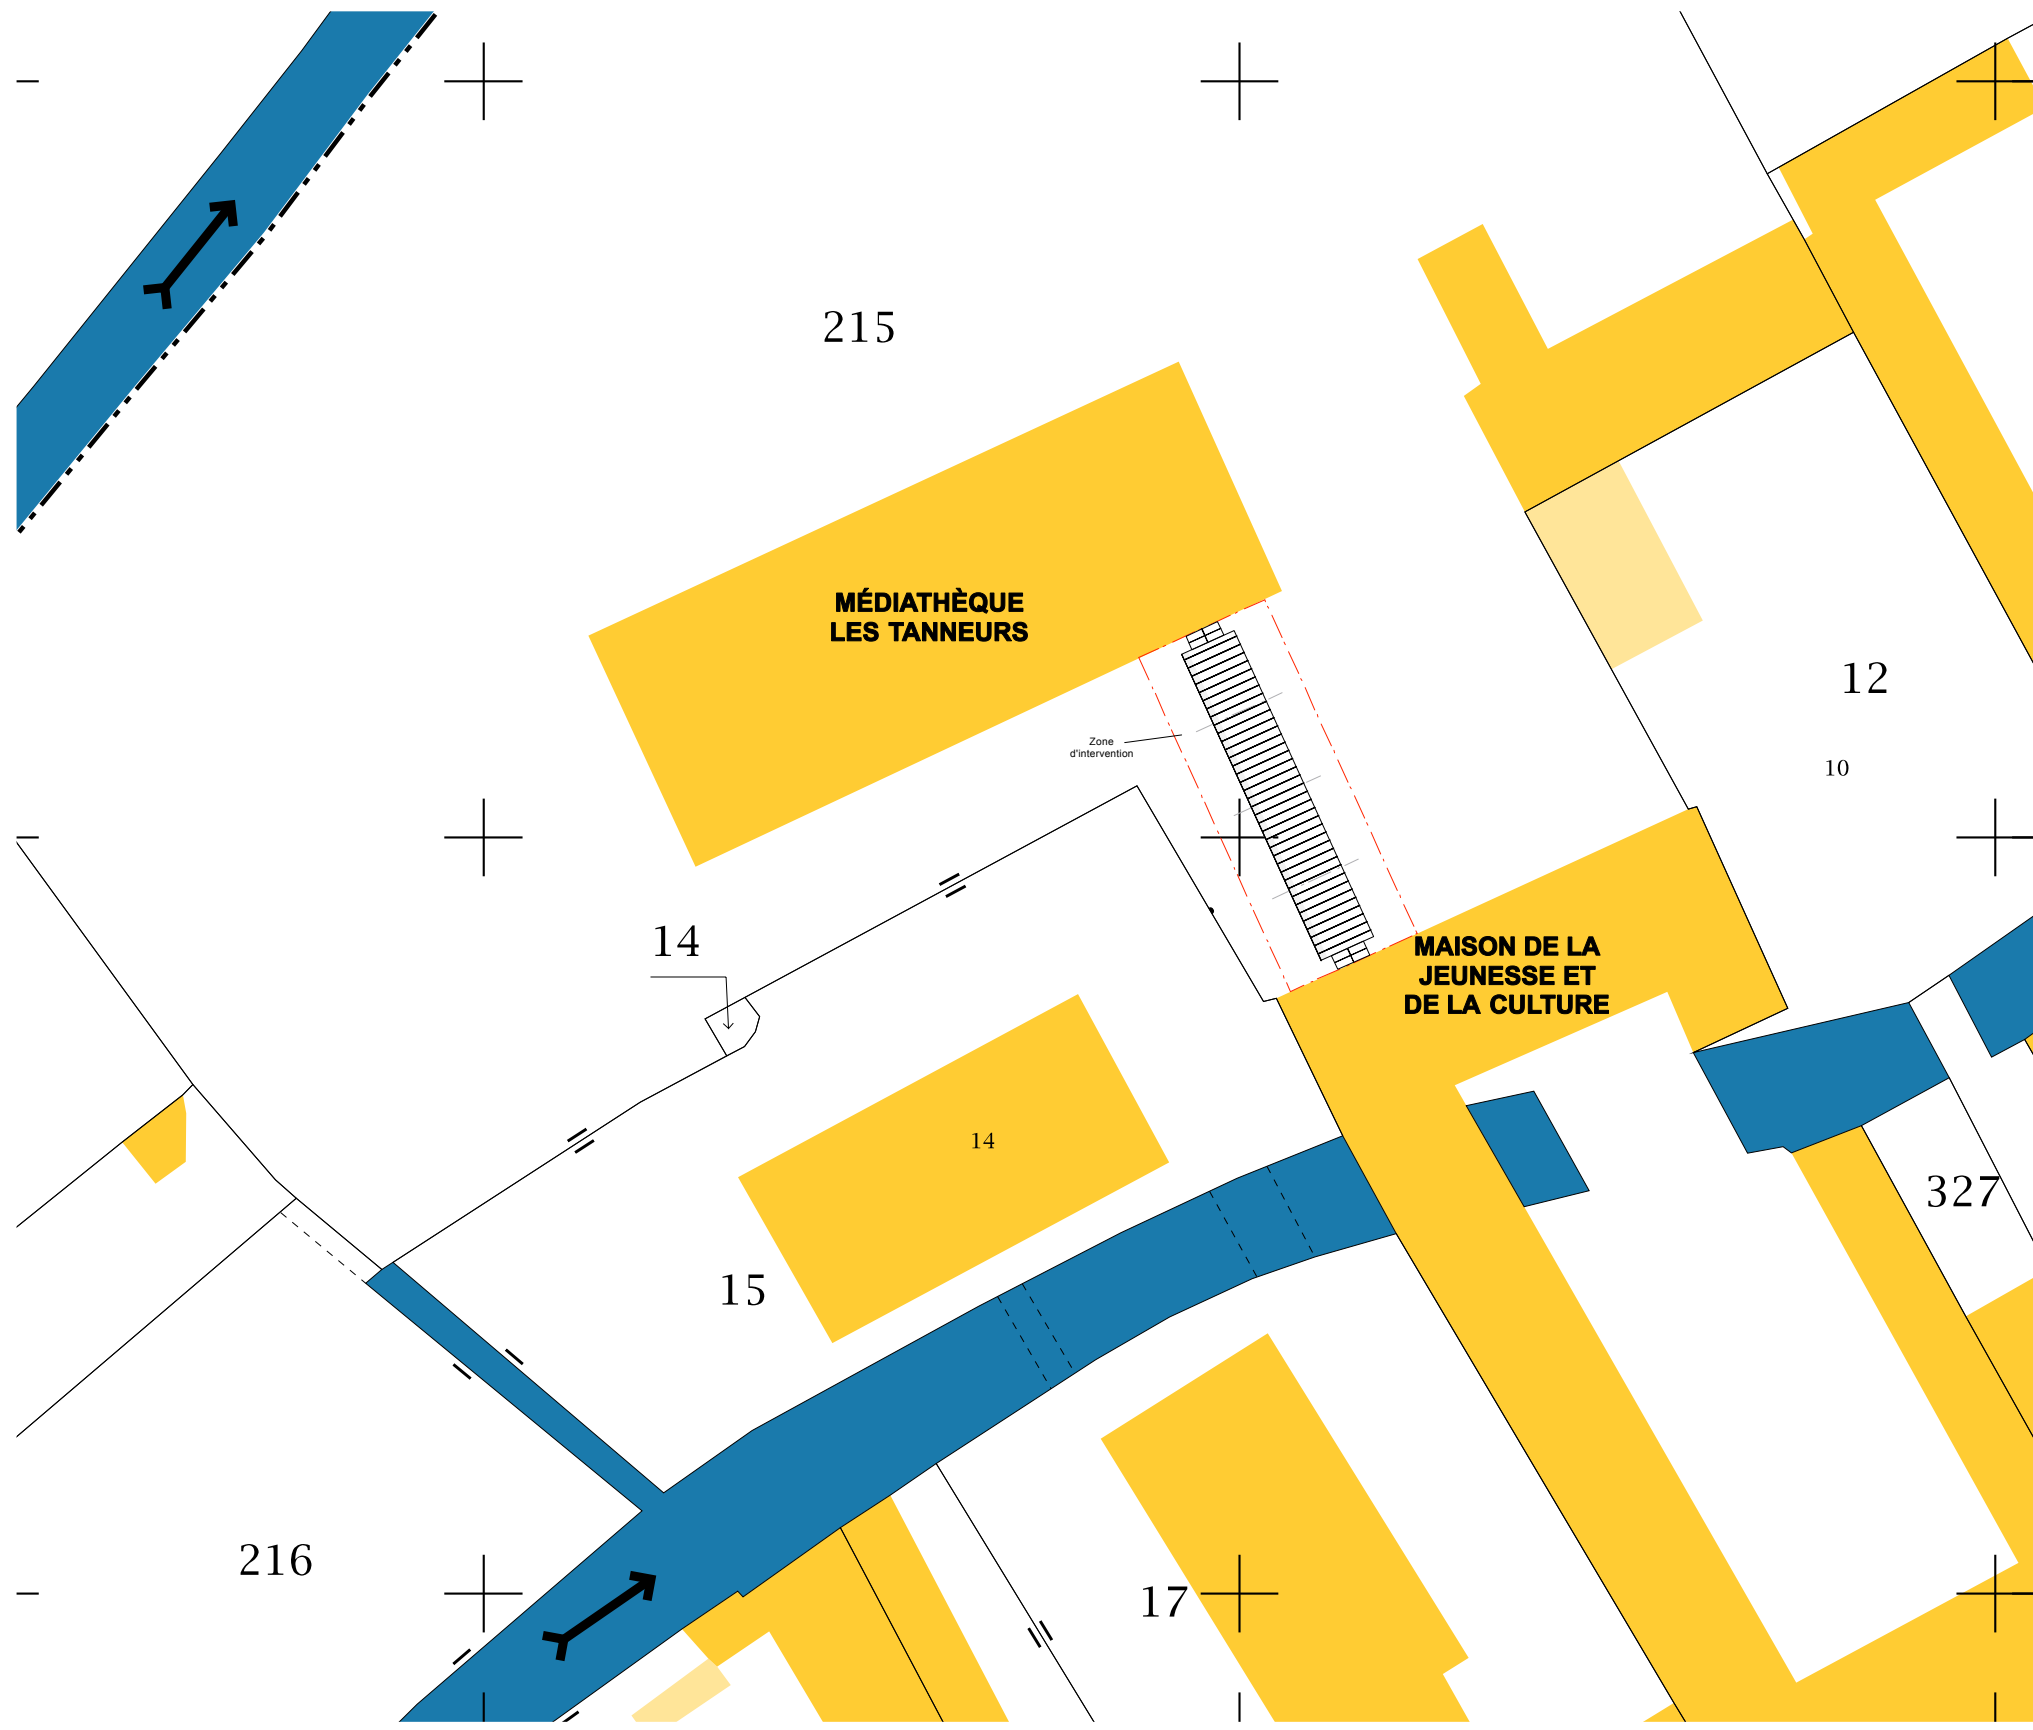 215
MÉDIATHÈQUE
LES TANNEURS
12
Zone
d'intervention
10
14
MAISON DE LA
JEUNESSE ET
DE LA CULTURE
14
327
15
216
17